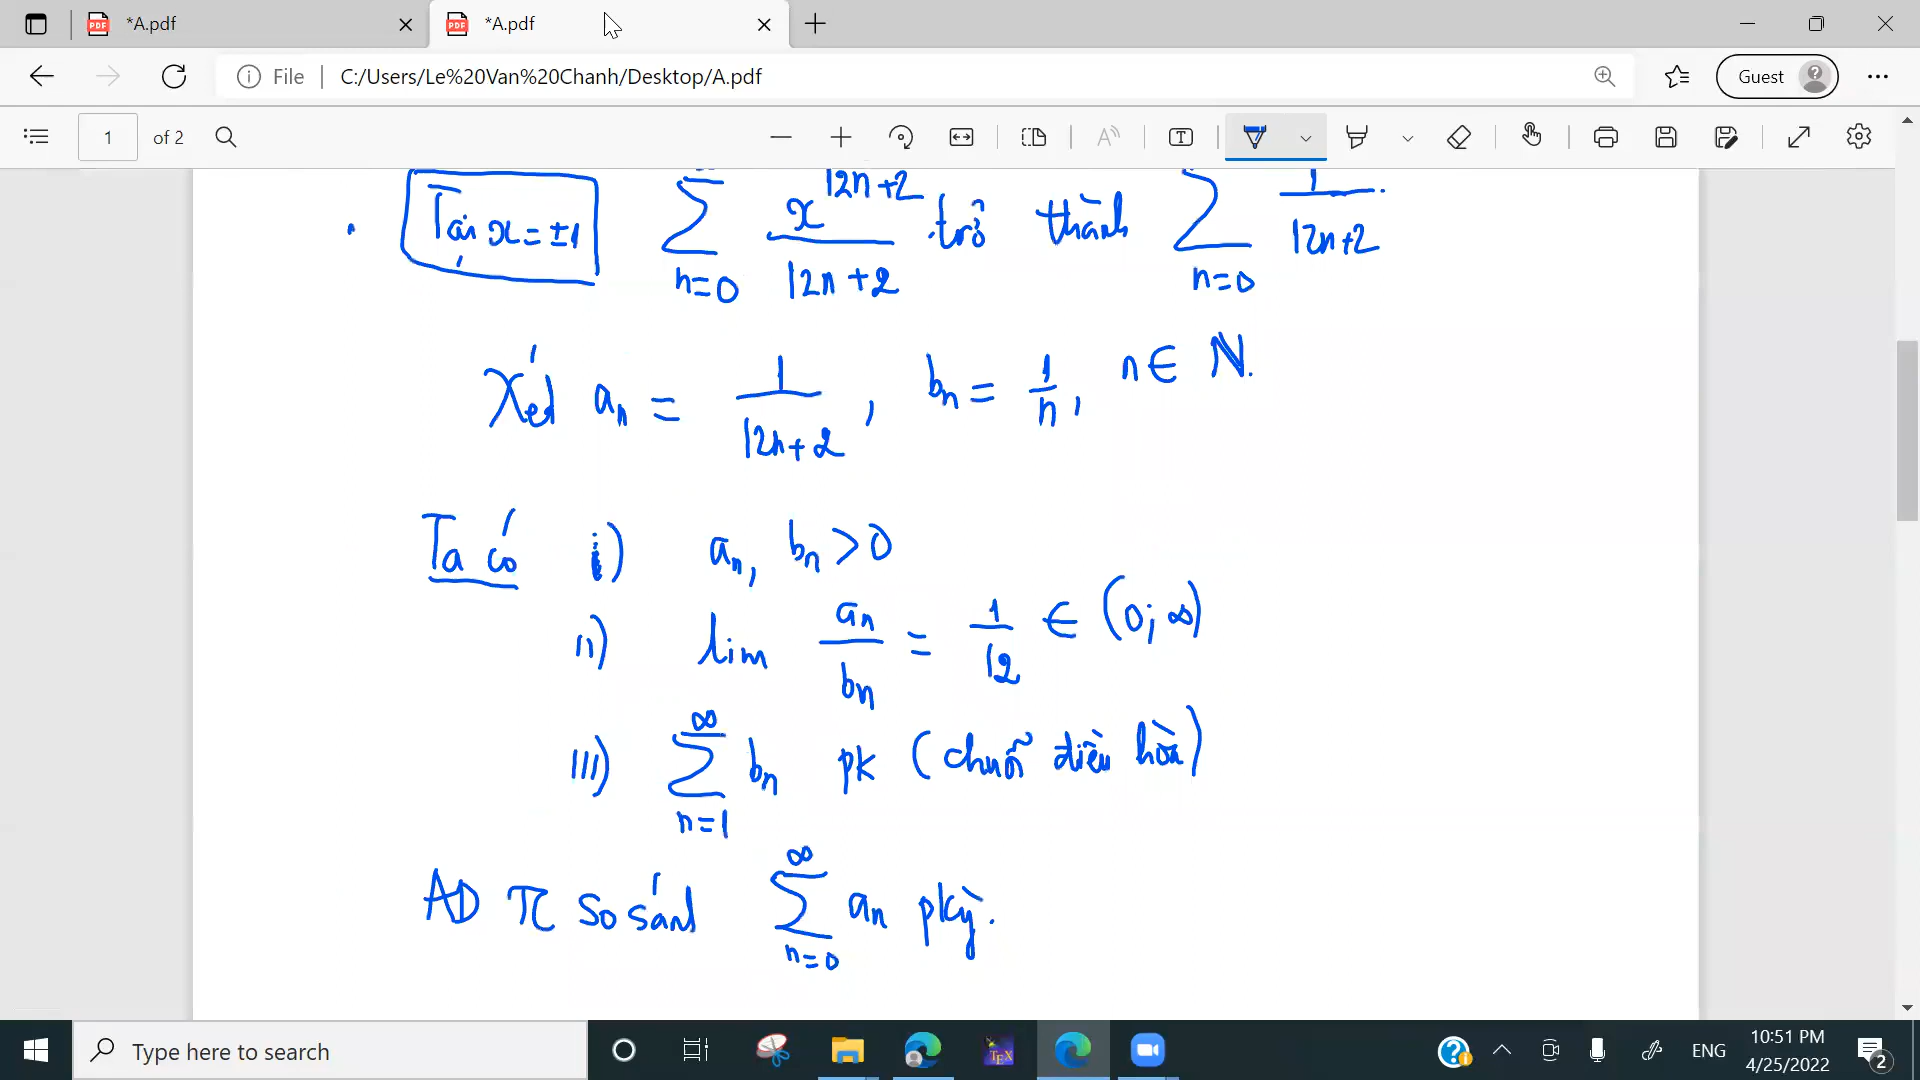 *A.pdf
*A.pdf
File
C:/Users/Le%20Van%20Chanh/Desktop/A.pdf
Guest
1 of 2
Tại x=±1 ∑ n=0 x^{12n+2}/(12n+2) trở thành ∑ n=0 1/(12n+2).
Xét a_n = 1/(12n+2), b_n = 1/n, n ∈ ℕ.
Ta có i) a_n, b_n > 0
ii) lim a_n/b_n = 1/12 ∈ (0; ∞)
iii) ∑_{n=1}^{∞} b_n pk (chuỗi điều hòa)
AD TC So sánh ∑_{n=0}^{∞} a_n pkỳ.
Type here to search
TEX
ENG
10:51 PM
4/25/2022
2